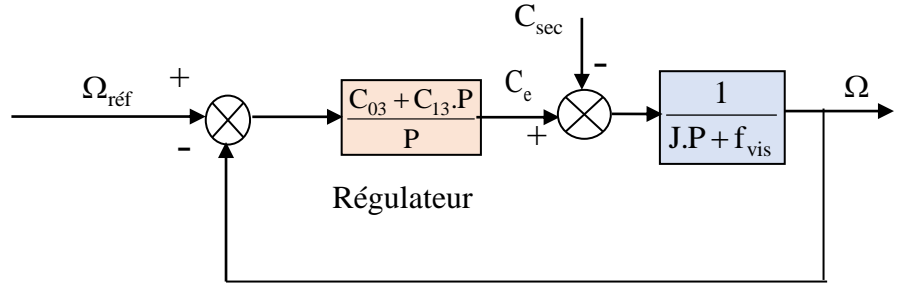 C_sec
-
Ω_réf
+
-
C_03 + C_13.P
P
C_e
+
1
J.P + f_vis
Ω
Régulateur